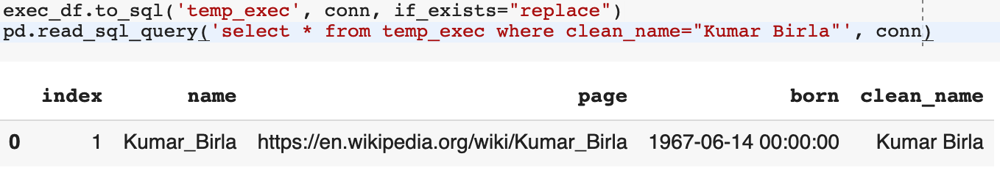 exec_df.to_sql('temp_exec', conn, if_exists="replace")
pd.read_sql_query('select * from temp_exec where clean_name="Kumar Birla"', conn)
index name page born clean_name
0 1 Kumar_Birla https://en.wikipedia.org/wiki/Kumar_Birla 1967-06-14 00:00:00 Kumar Birla